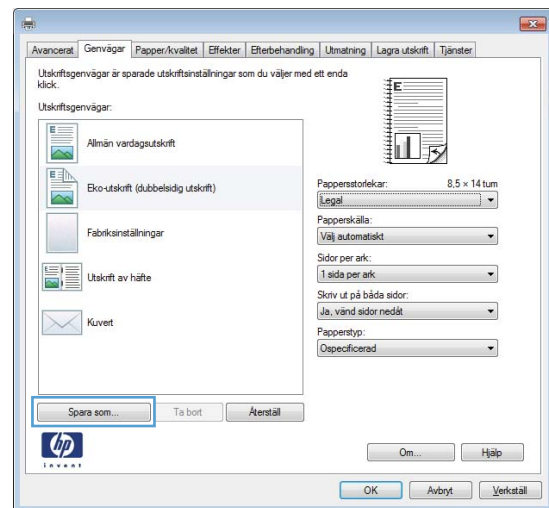 Avancerat Genvägar Papper/kvalitet Effekter Efterbehandling Utmatning Lagra utskrift Tjänster
Utskriftsgenvägar är sparade utskriftsinställningar som du väljer med ett enda
klick.
Utskriftsgenvägar:
Allmän vardagsutskrift
Eko-utskrift (dubbelsidig utskrift)
Fabriksinställningar
Utskrift av häfte
Kuvert
Spara som... Ta bort Återställ
Pappersstorlekar: 8,5 × 14 tum
Legal
Papperskälla:
Välj automatiskt
Sidor per ark:
1 sida per ark
Skriv ut på båda sidor:
Ja, vänd sidor nedåt
Papperstyp:
Ospecificerad
hp
invent
Om... Hjälp
OK Avbryt Verkställ